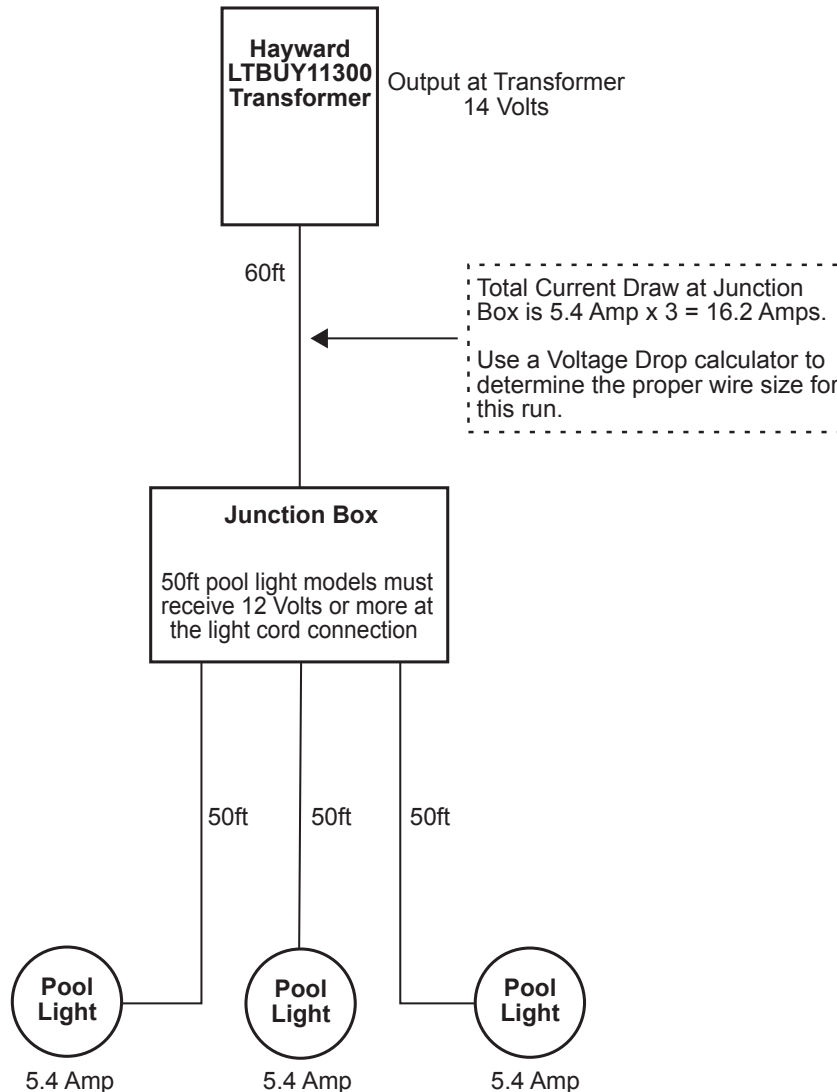 Hayward
LTBUY11300
Transformer
Output at Transformer
14 Volts
60ft
Total Current Draw at Junction
Box is 5.4 Amp x 3 = 16.2 Amps.
Use a Voltage Drop calculator to
determine the proper wire size for
this run.
Junction Box
50ft pool light models must
receive 12 Volts or more at
the light cord connection
50ft
50ft
50ft
Pool
Light
Pool
Light
Pool
Light
5.4 Amp
5.4 Amp
5.4 Amp